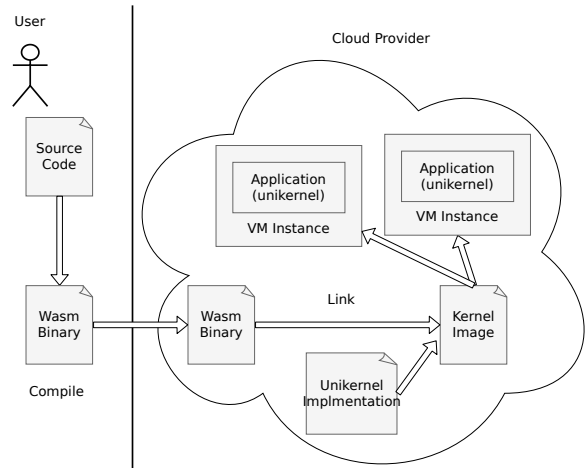 User
Cloud Provider
Source
Code
Application
(unikernel)
VM Instance
Application
(unikernel)
VM Instance
Wasm
Binary
Wasm
Binary
Link
Kernel
Image
Unikernel
Implmentation
Compile